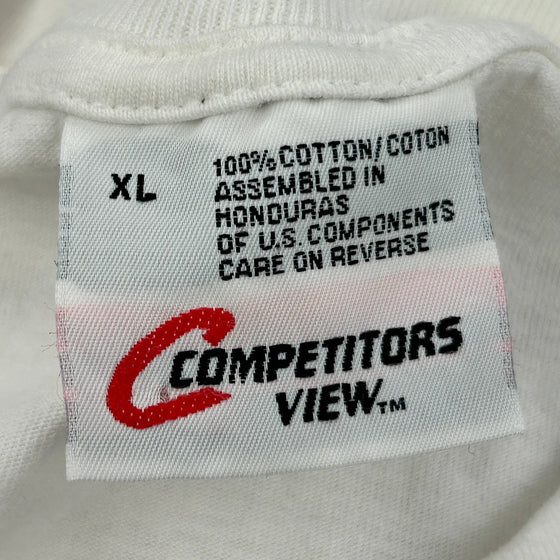 XL
100% COTTON/COTON
ASSEMBLED IN
HONDURAS
OF U.S. COMPONENTS
CARE ON REVERSE
COMPETITORS
VIEW™